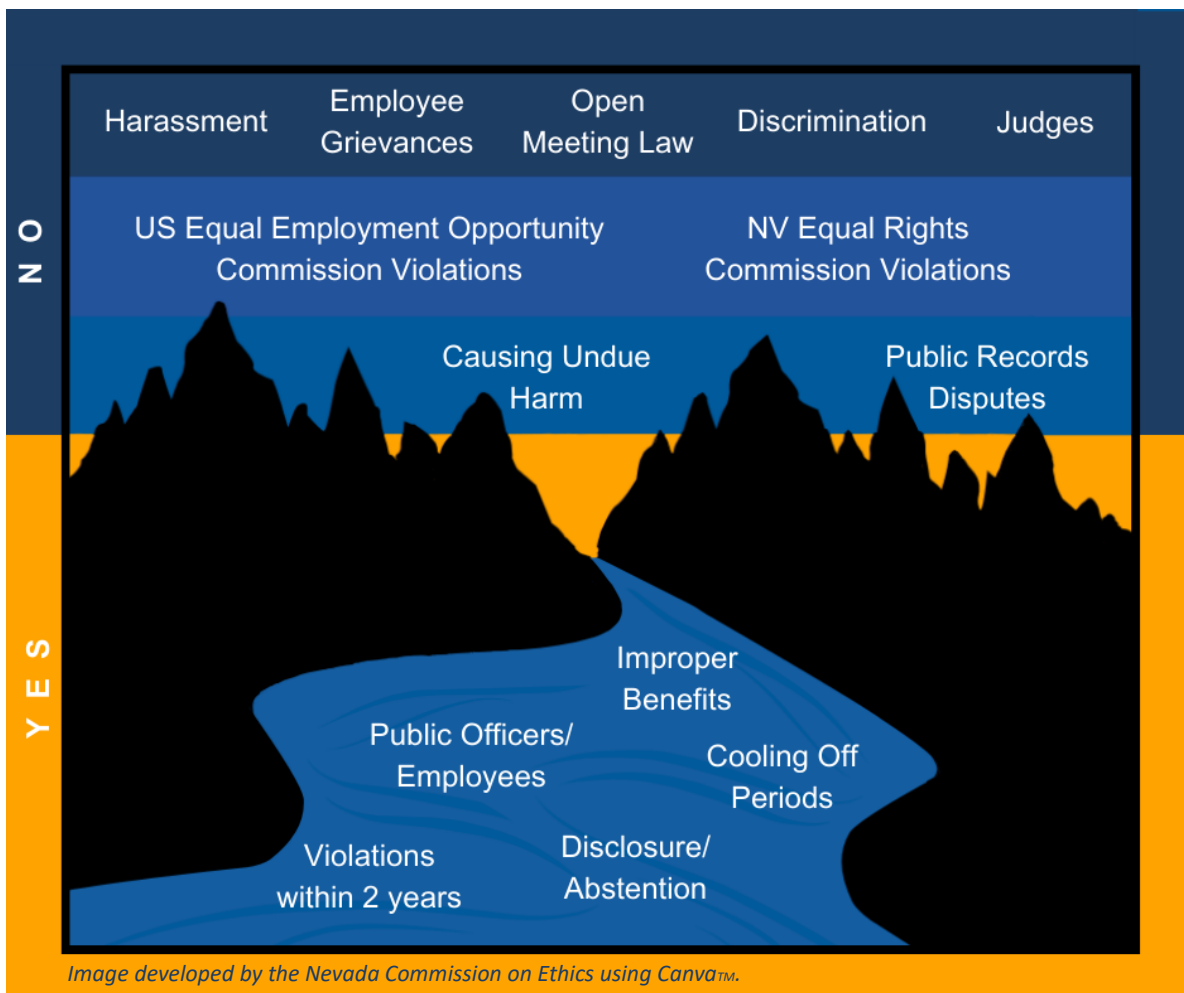 Harassment
Employee
Grievances
Open
Meeting Law
Discrimination
Judges
NO
US Equal Employment Opportunity
Commission Violations
NV Equal Rights
Commission Violations
Causing Undue
Harm
Public Records
Disputes
YES
Improper
Benefits
Public Officers/
Employees
Cooling Off
Periods
Violations
within 2 years
Disclosure/
Abstention
Image developed by the Nevada Commission on Ethics using Canva™.